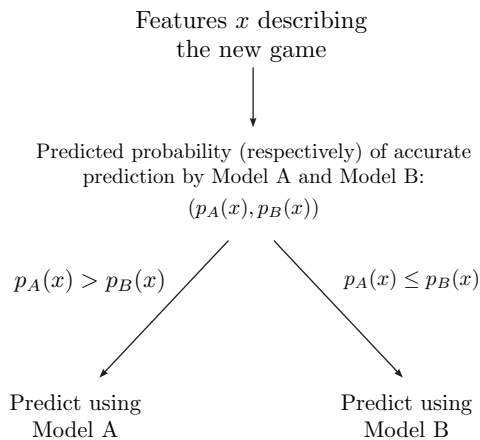 Features x describing
the new game
Predicted probability (respectively) of accurate
prediction by Model A and Model B:
(p_A(x), p_B(x))
p_A(x) > p_B(x)
p_A(x) ≤ p_B(x)
Predict using
Model A
Predict using
Model B